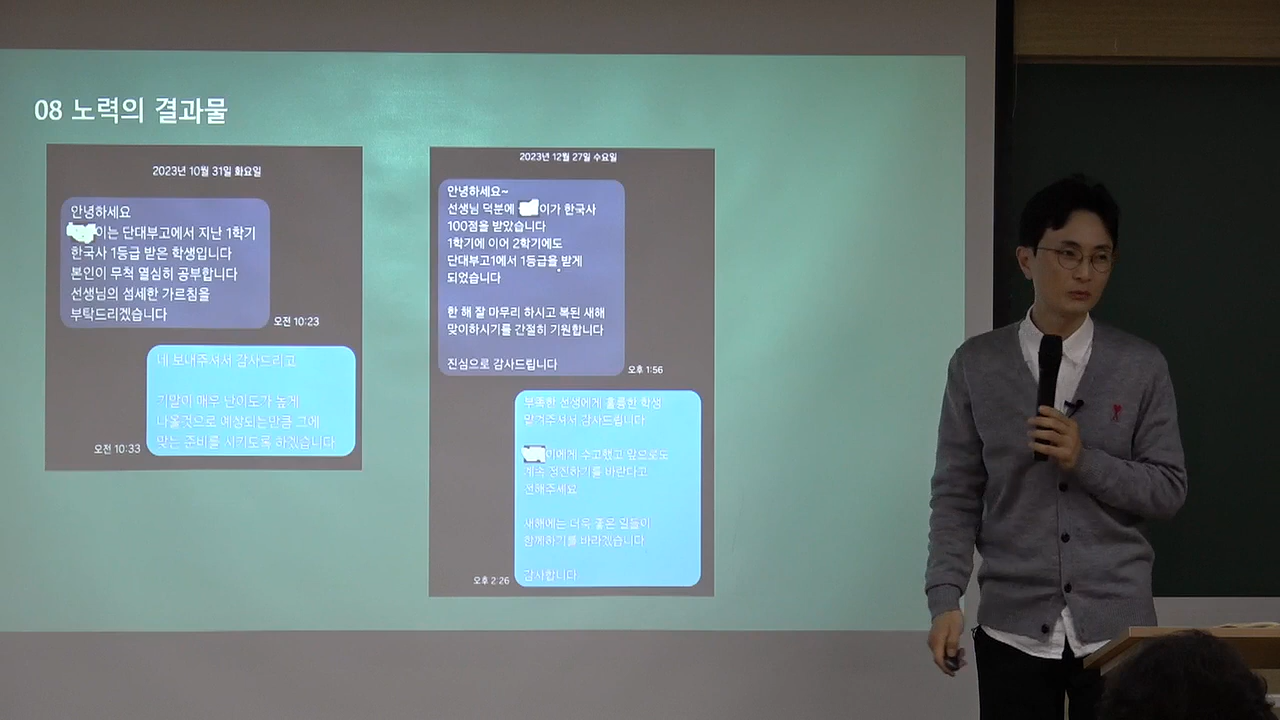 08 노력의 결과물
2023년 10월 31일 화요일
안녕하세요
이는 단대부고에서 지난 1학기
한국사 1등급 받은 학생입니다
본인이 무척 열심히 공부합니다
선생님의 섬세한 가르침을
부탁드리겠습니다
오전 10:23
네 보내주셔서 감사드리고
기말이 매우 난이도가 높게
나올것으로 예상되는만큼 그에
맞는 준비를 시키도록 하겠습니다
오전 10:33
2023년 12월 27일 수요일
안녕하세요~
선생님 덕분에 이가 한국사
100점을 받았습니다
1학기에 이어 2학기에도
단대부고1에서 1등급을 받게
되었습니다
한 해 잘 마무리 하시고 복된 새해
맞이하시기를 간절히 기원합니다
진심으로 감사드립니다
오후 1:56
부족한 선생에게 훌륭한 학생
맡겨주셔서 감사드립니다
이에게 수고했고 앞으로도
계속 정진하기를 바란다고
전해주세요
새해에는 더욱 좋은 일들이
함께하기를 바라겠습니다
감사합니다
오후 2:26